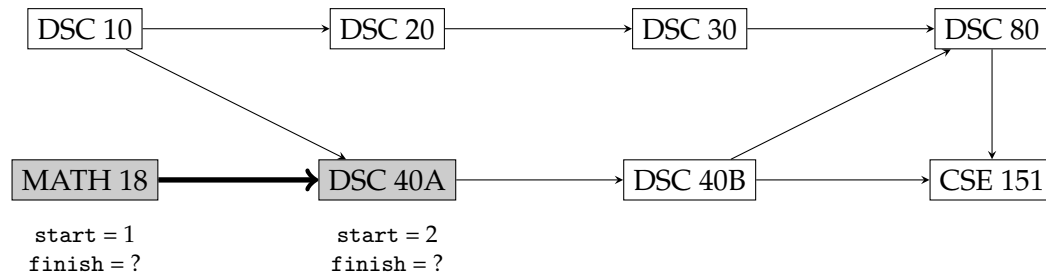 DSC 10 DSC 20 DSC 30 DSC 80
MATH 18 DSC 40A DSC 40B CSE 151
start = 1 start = 2
finish = ? finish = ?